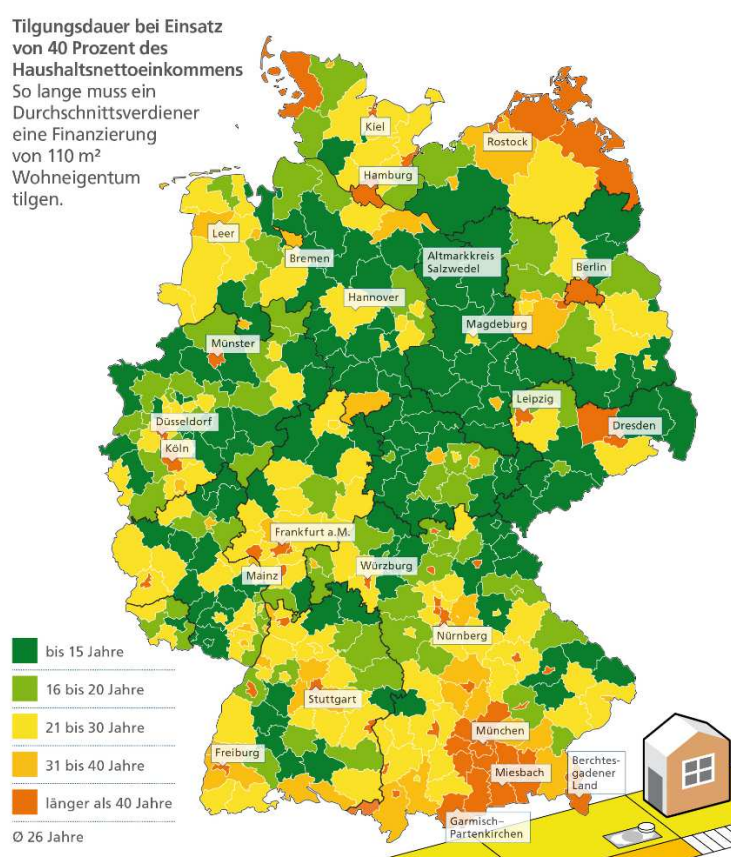 Tilgungsdauer bei Einsatz
von 40 Prozent des
Haushaltsnettoeinkommens
So lange muss ein
Durchschnittsverdiener
eine Finanzierung
von 110 m²
Wohneigentum
tilgen.
Kiel
Rostock
Hamburg
Leer
Bremen
Altmarkkreis
Salzwedel
Berlin
Hannover
Magdeburg
Münster
Leipzig
Düsseldorf
Dresden
Köln
Frankfurt a.M.
Würzburg
Mainz
Nürnberg
bis 15 Jahre
16 bis 20 Jahre
Stuttgart
21 bis 30 Jahre
München
Freiburg
31 bis 40 Jahre
Miesbach
Berchtes-
gadener
Land
länger als 40 Jahre
Garmisch-
Partenkirchen
Ø 26 Jahre